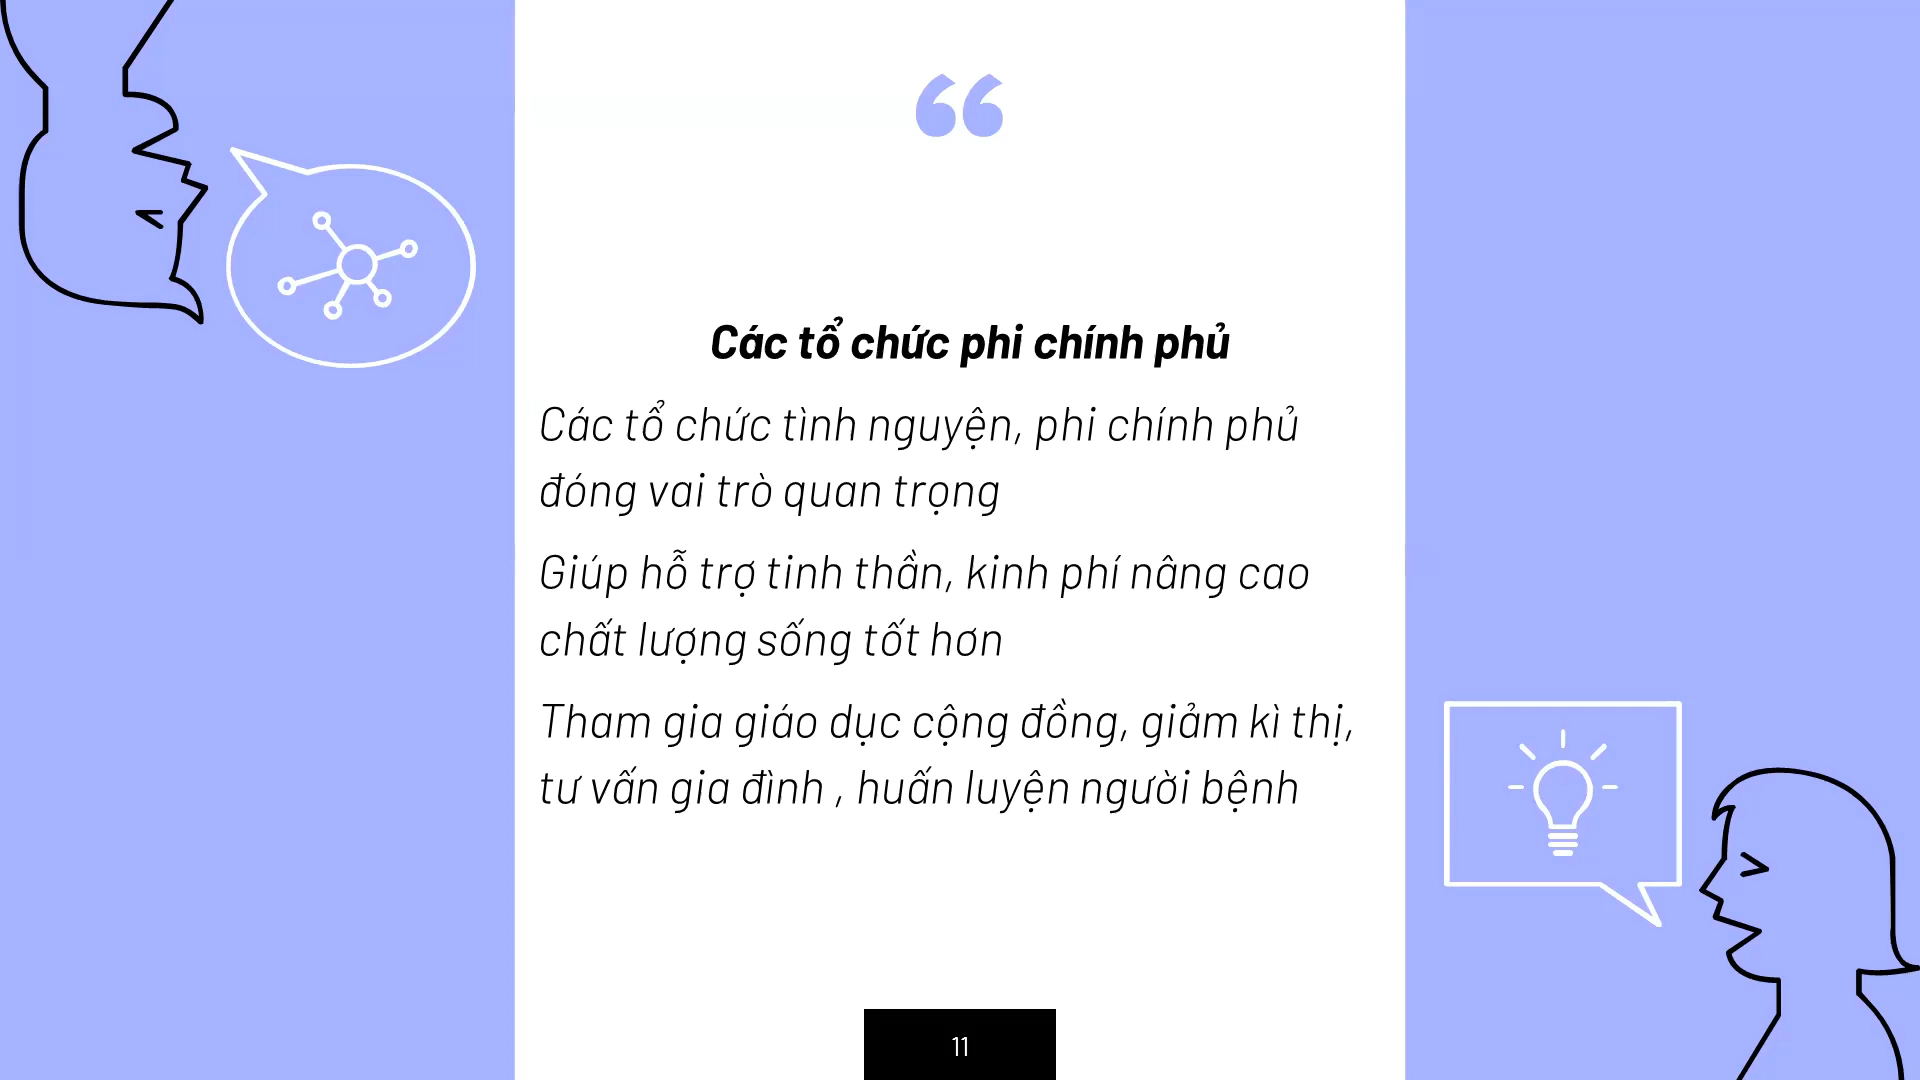 “
Các tổ chức phi chính phủ
Các tổ chức tình nguyện, phi chính phủ
đóng vai trò quan trọng
Giúp hỗ trợ tinh thần, kinh phí nâng cao
chất lượng sống tốt hơn
Tham gia giáo dục cộng đồng, giảm kì thị,
tư vấn gia đình , huấn luyện người bệnh
11